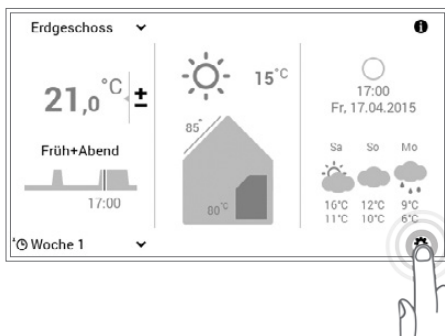 Erdgeschoss
21,0 °C ±
Früh+Abend
17:00
Woche 1
15°C
85°
80°C
17:00
Fr, 17.04.2015
Sa So Mo
16°C 12°C 9°C
11°C 10°C 6°C